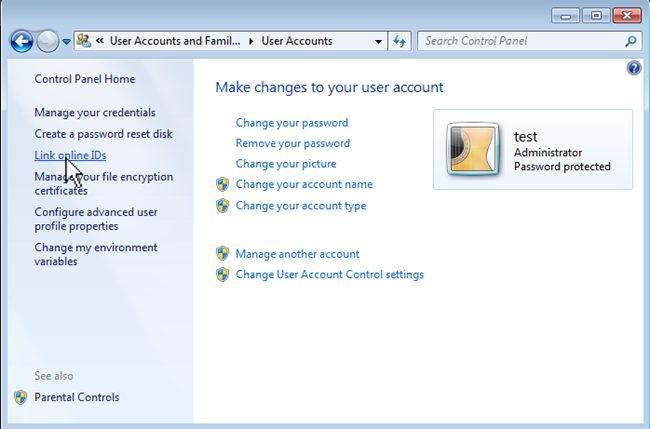 « User Accounts and Famil... ▸ User Accounts
Search Control Panel
Control Panel Home
Manage your credentials
Create a password reset disk
Link online IDs
Manage your file encryption
certificates
Configure advanced user
profile properties
Change my environment
variables
See also
Parental Controls
Make changes to your user account
Change your password
Remove your password
Change your picture
Change your account name
Change your account type
Manage another account
Change User Account Control settings
test
Administrator
Password protected